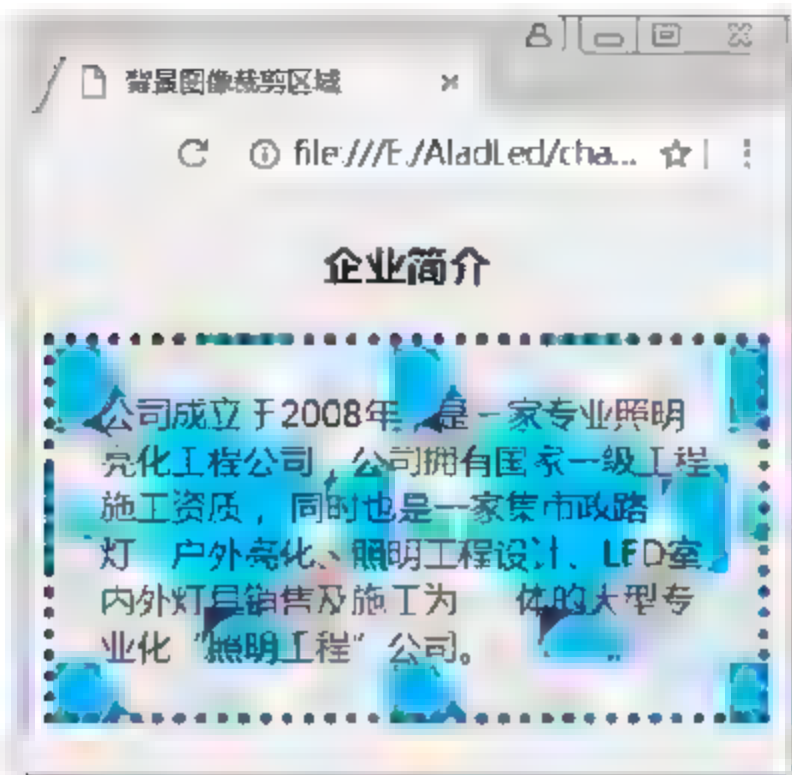 背景图像裁剪区域 ×
file:///E:/AladLed/cha...
企业简介
公司成立于2008年，是一家专业照明
亮化工程公司，公司拥有国家一级工程
施工资质，同时也是一家集市政路
灯 户外亮化、照明工程设计、LED室
内外灯具销售及施工为 体的大型专
业化“照明工程”公司。